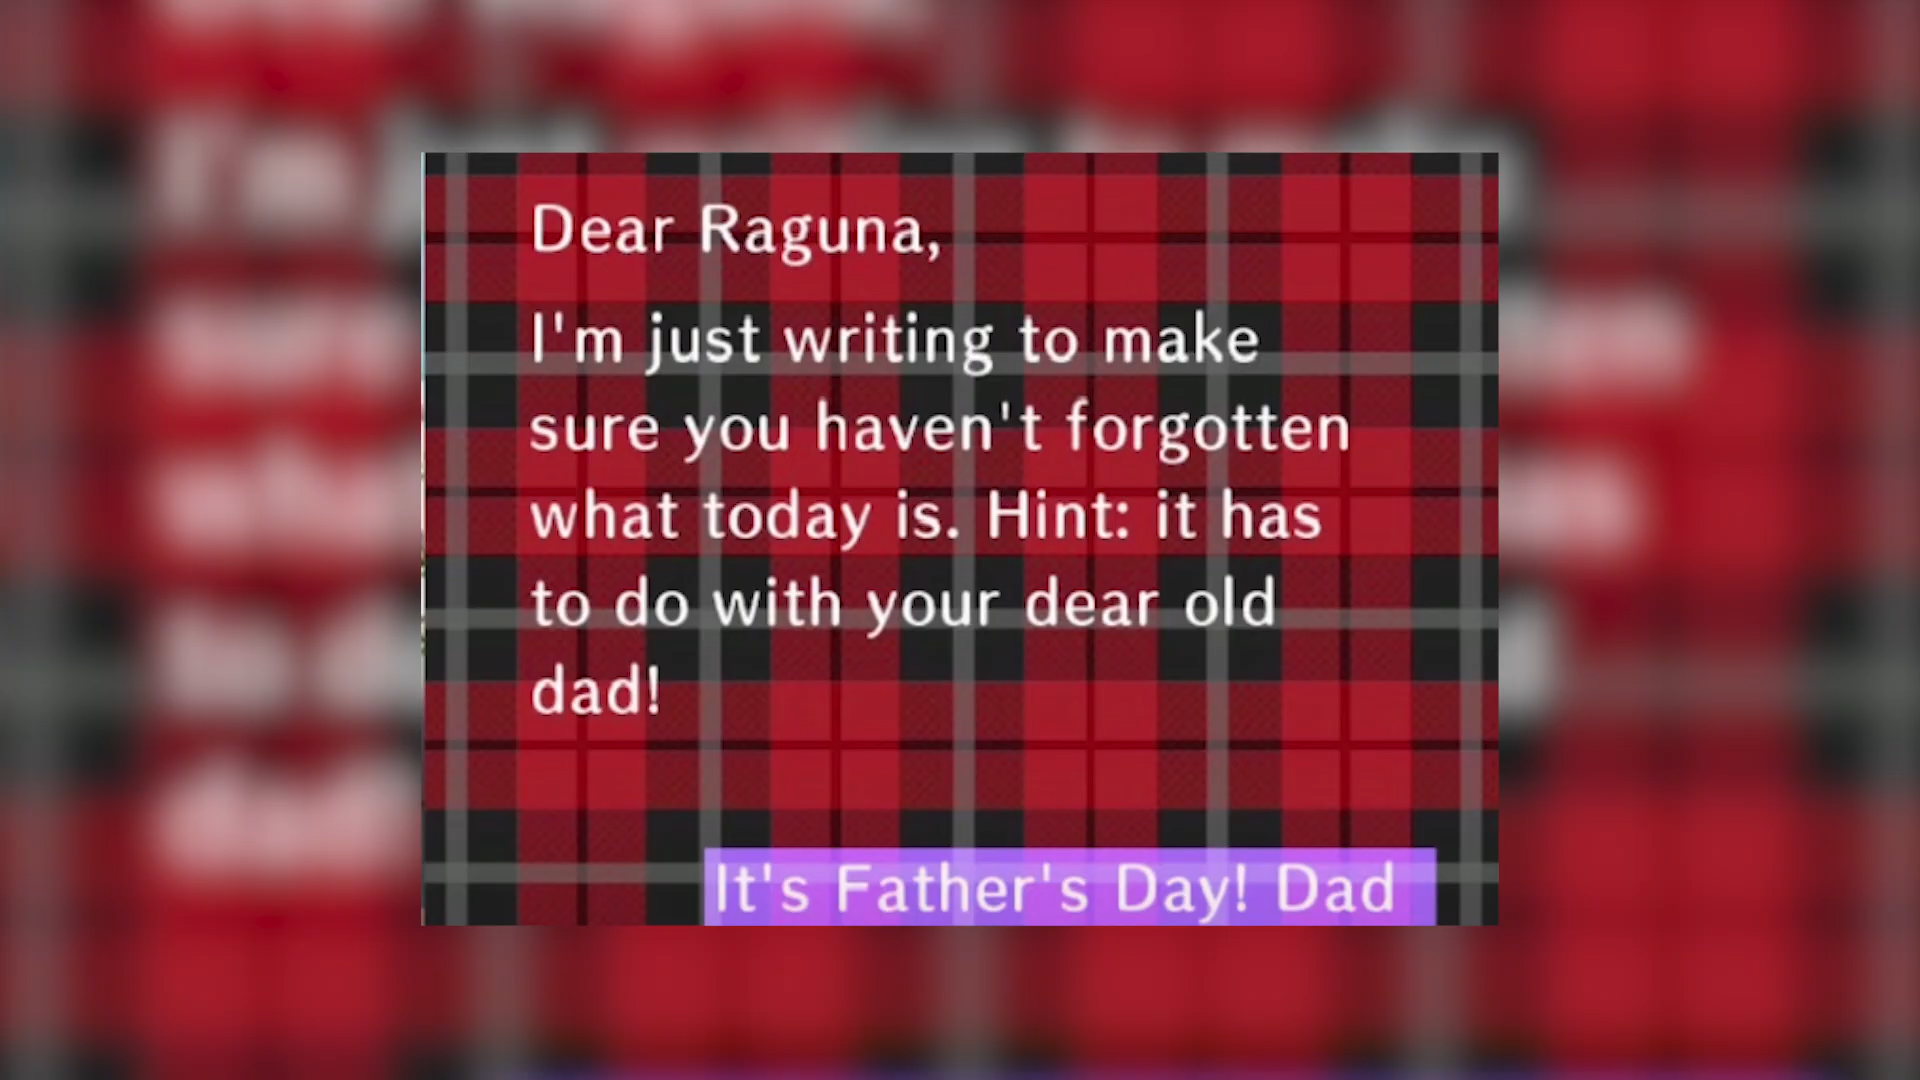 Dear Raguna,
I'm just writing to make
sure you haven't forgotten
what today is. Hint: it has
to do with your dear old
dad!
It's Father's Day! Dad